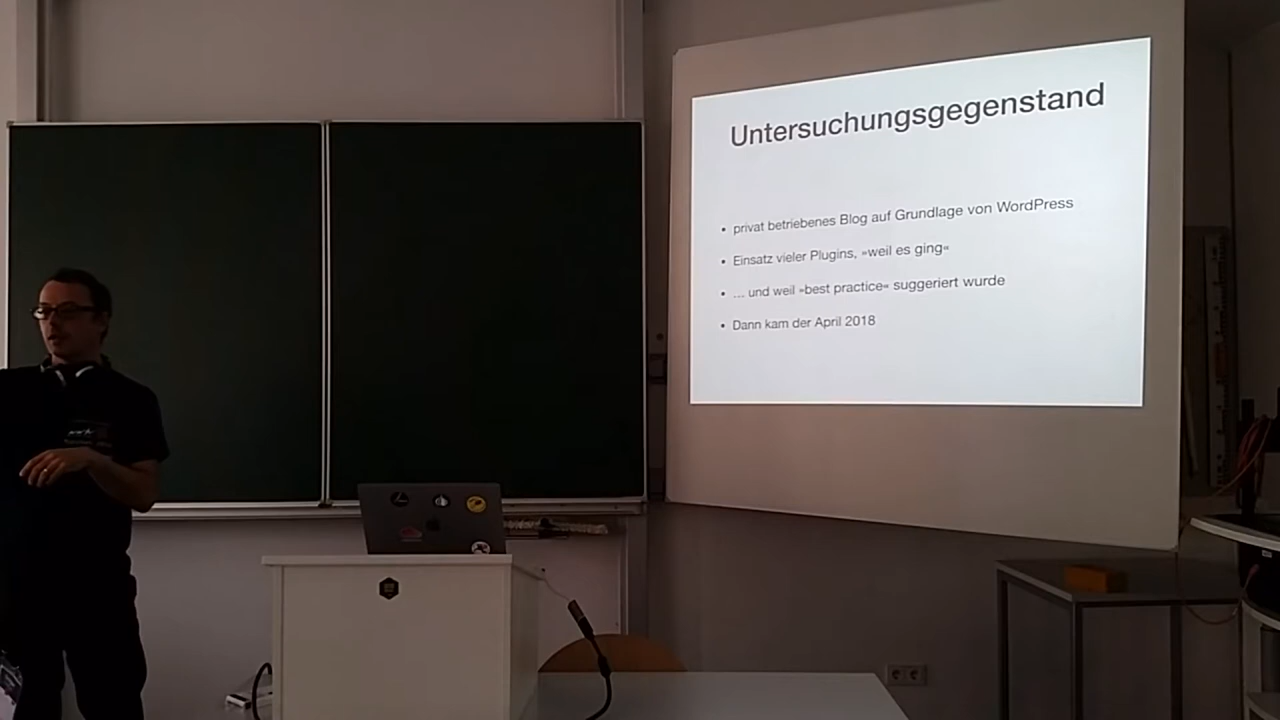 Untersuchungsgegenstand
• privat betriebenes Blog auf Grundlage von WordPress
• Einsatz vieler Plugins, »weil es ging«
• ... und weil »best practice« suggeriert wurde
• Dann kam der April 2018